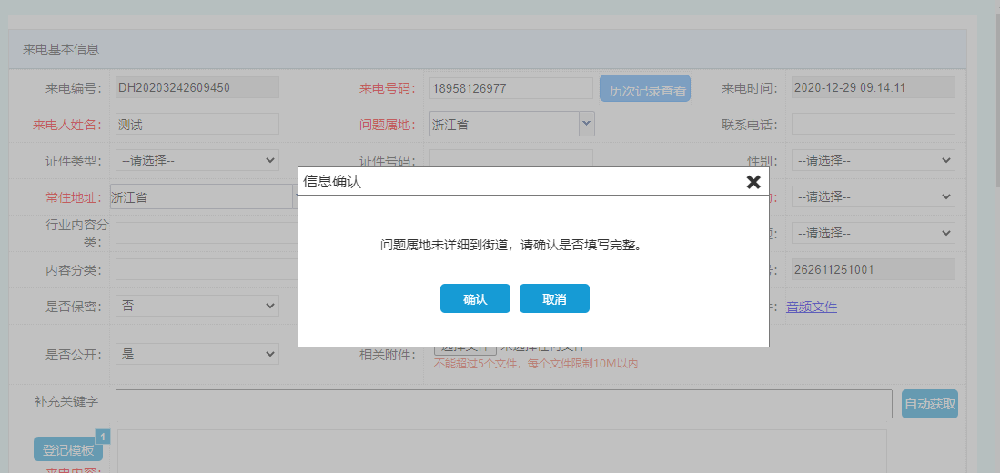 来电基本信息
来电编号： DH20203242609450 来电号码： 18958126977 历次记录查看 来电时间： 2020-12-29 09:14:11
来电人姓名： 测试 问题属地： 浙江省 联系电话：
证件类型： --请选择-- 证件号码： 性别： --请选择--
信息确认
常住地址： 浙江省 --请选择--
行业内容分
类： --请选择--
问题属地未详细到街道，请确认是否填写完整。
内容分类： 262611251001
确认 取消
是否保密： 否 音频文件
是否公开： 是 相关附件： 选择文件 未选择任何文件
不能超过5个文件，每个文件限制10M以内
补充关键字 自动获取
登记模板 1
来电内容：